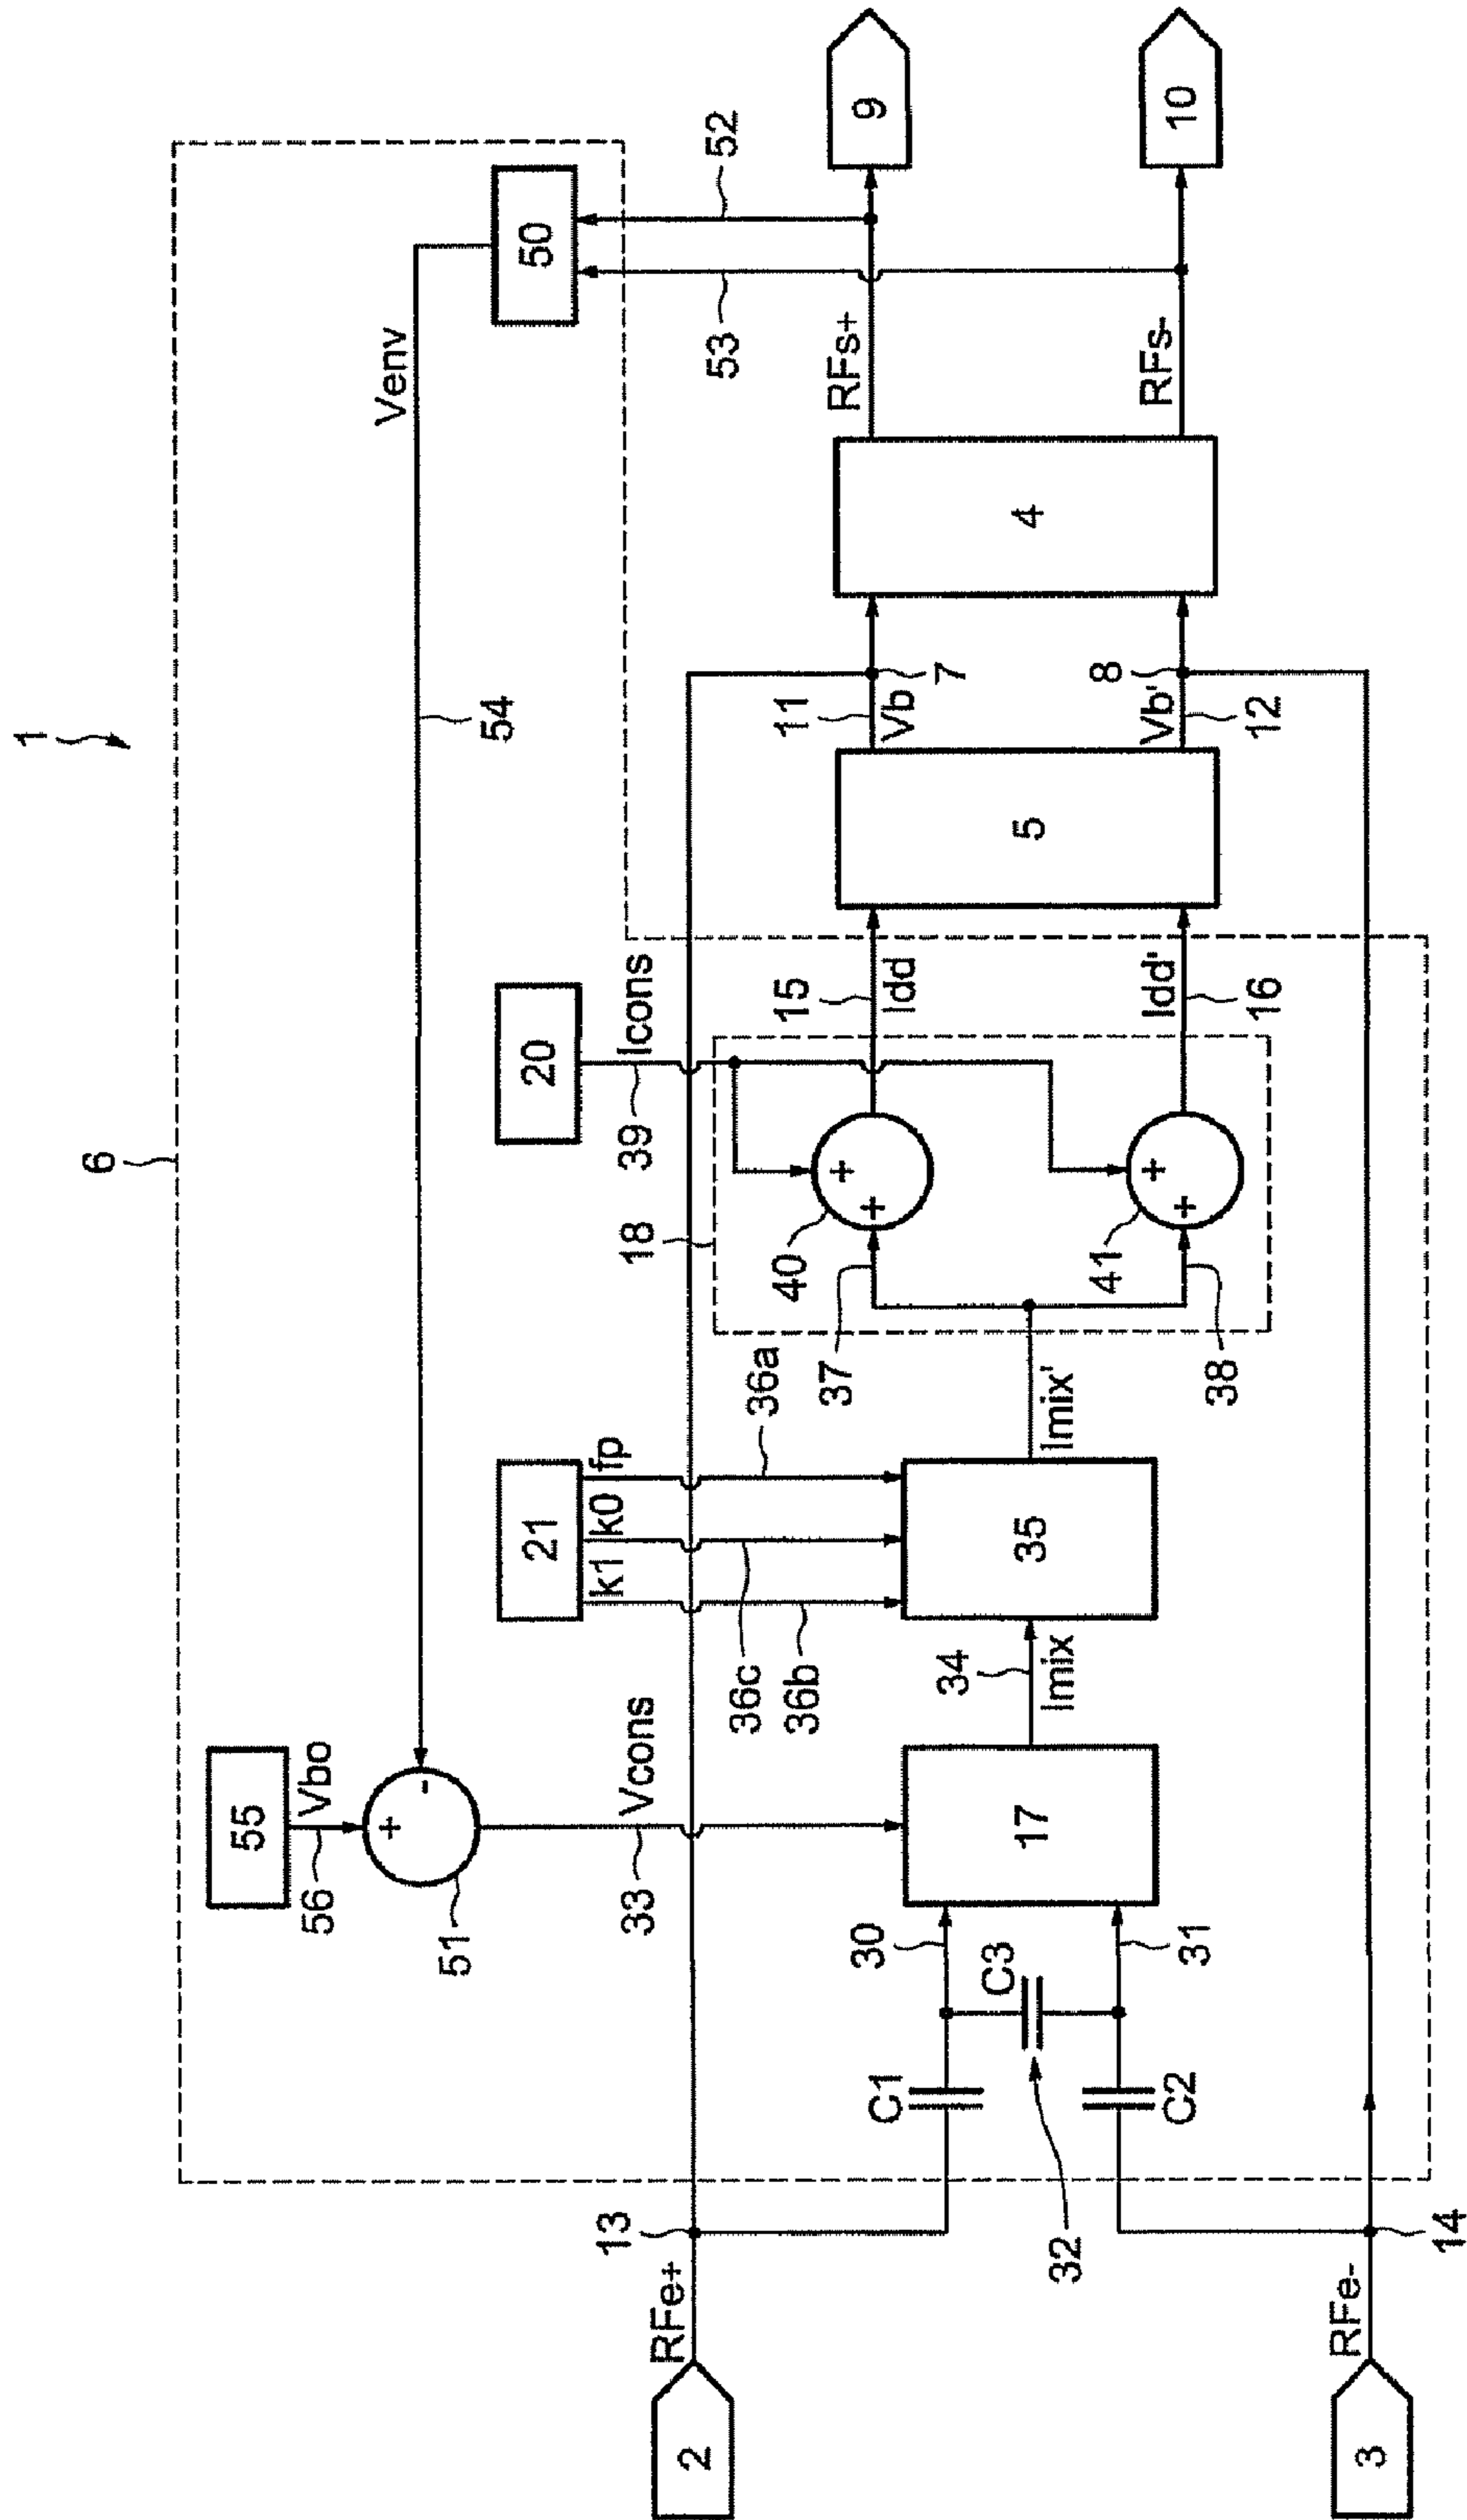 1
6
Venv
54
55
Vbo
56
51
50
52
53
9
10
20
Icons
39
21
k1
k0
fp
36a
36c
36b
Vcons
33
18
40
41
37
38
15
Idd
Idd'
16
5
11
Vb
7
8
Vb'
12
4
RFs+
RFs-
17
34
Imix
35
Imix'
30
31
C1
C2
C3
32
13
14
RFe+
RFe-
2
3